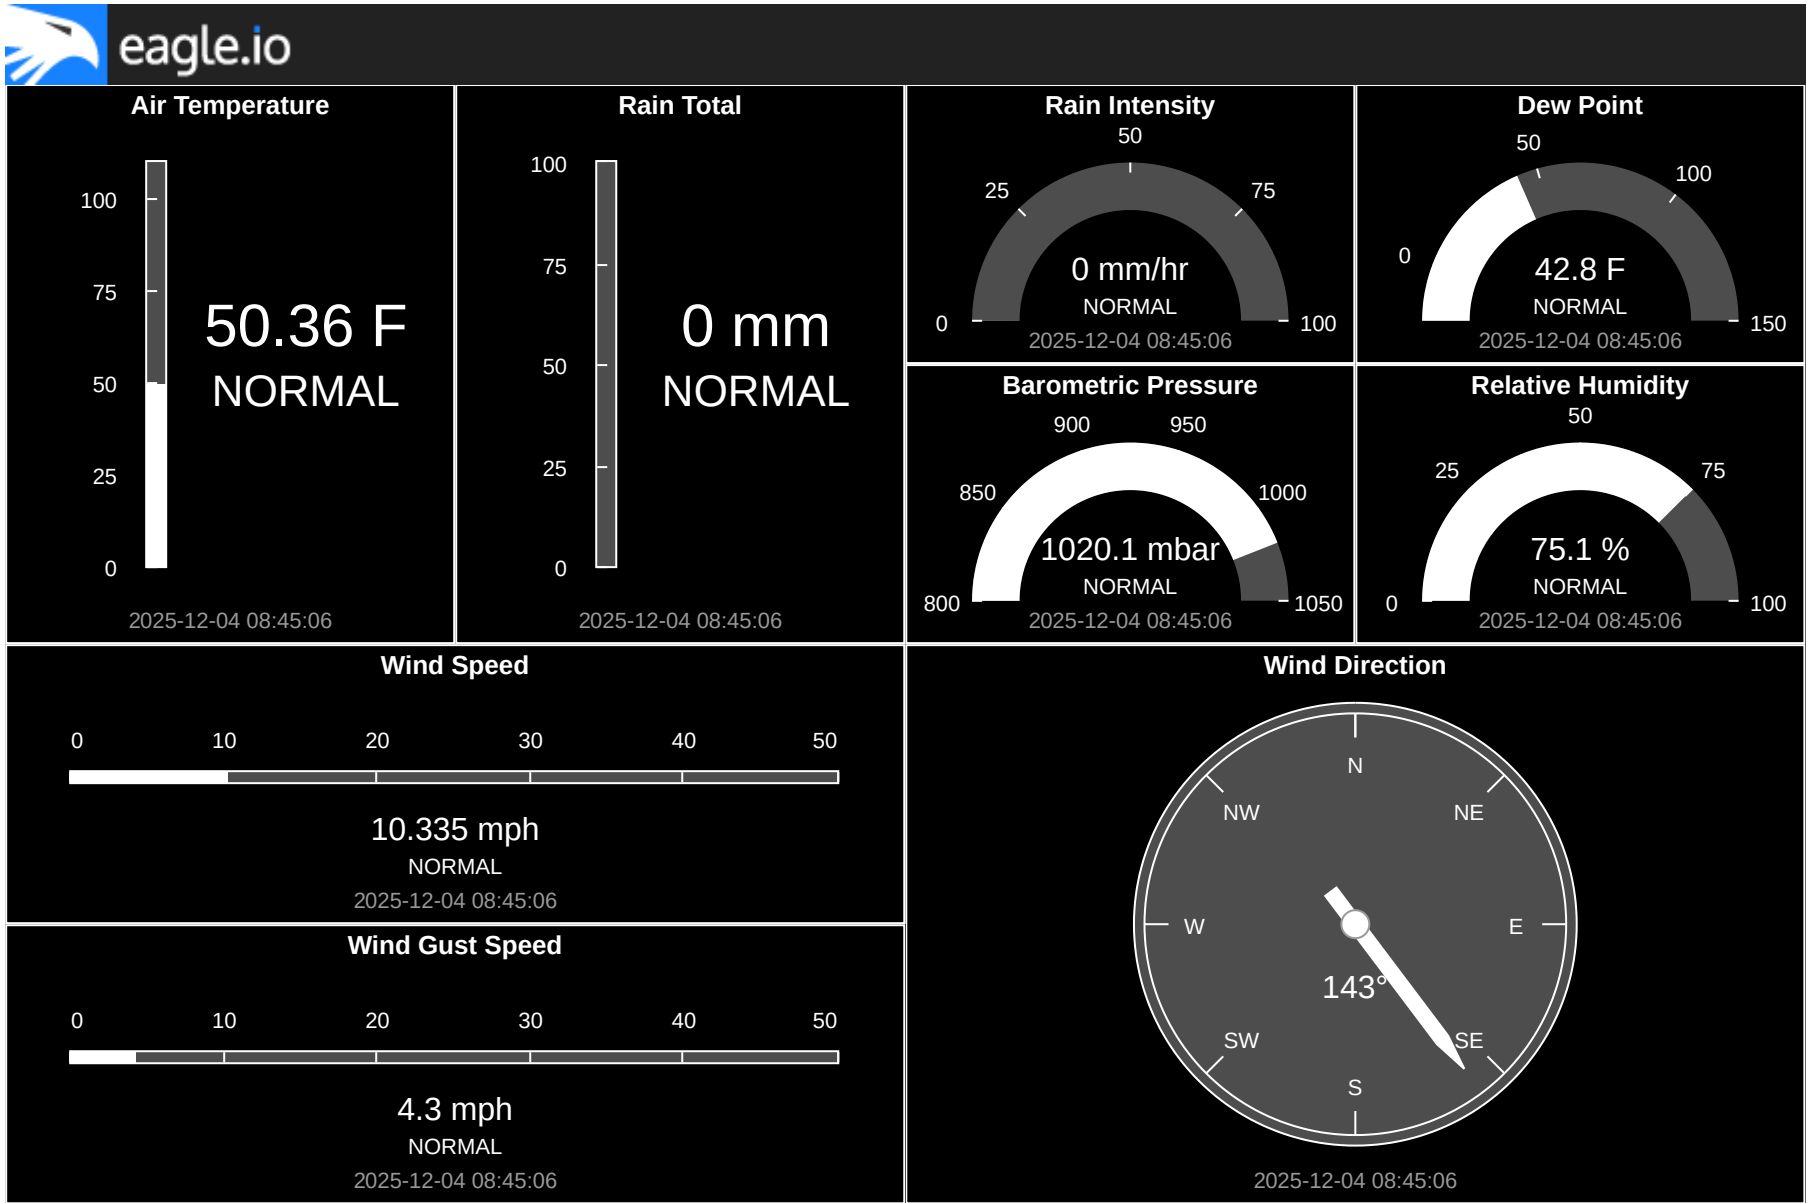 eagle.io
Air Temperature
100
75
50
25
0
50.36 F
NORMAL
2025-12-04 08:45:06
Rain Total
100
75
50
25
0
0 mm
NORMAL
2025-12-04 08:45:06
Rain Intensity
50
25
75
0
100
0 mm/hr
NORMAL
2025-12-04 08:45:06
Dew Point
50
100
0
150
42.8 F
NORMAL
2025-12-04 08:45:06
Barometric Pressure
900
950
850
1000
800
1050
1020.1 mbar
NORMAL
2025-12-04 08:45:06
Relative Humidity
50
25
75
0
100
75.1 %
NORMAL
2025-12-04 08:45:06
Wind Speed
0 10 20 30 40 50
10.335 mph
NORMAL
2025-12-04 08:45:06
Wind Gust Speed
0 10 20 30 40 50
4.3 mph
NORMAL
2025-12-04 08:45:06
Wind Direction
N
NW
NE
W
E
143°
SW
SE
S
2025-12-04 08:45:06